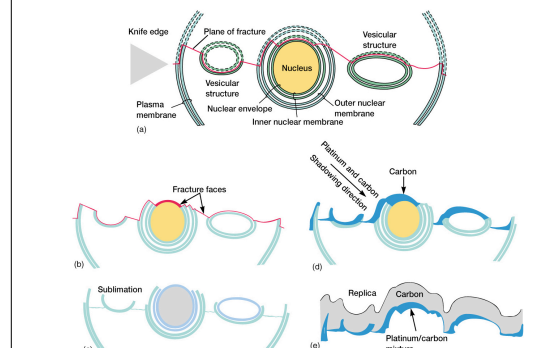 Knife edge
Plane of fracture
Vesicular
structure
Nucleus
Vesicular
structure
Plasma
membrane
Nuclear envelope
Outer nuclear
membrane
Inner nuclear membrane
(a)
Fracture faces
(b)
Platinum and carbon
Shadowing direction
Carbon
(d)
Sublimation
Replica
Carbon
Platinum/carbon
(e)